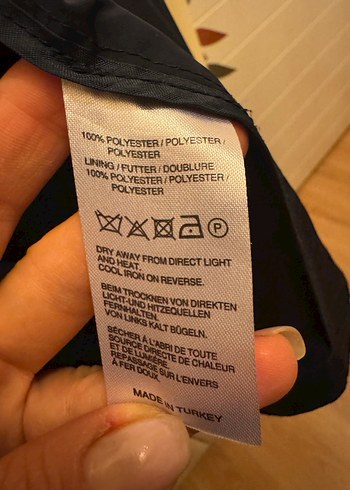 100% POLYESTER / POLYESTER /
POLYESTER
LINING / FUTTER / DOUBLURE
100% POLYESTER / POLYESTER /
POLYESTER
P
DRY AWAY FROM DIRECT LIGHT
AND HEAT.
COOL IRON ON REVERSE.
BEIM TROCKNEN VON DIREKTEN
LICHT-UND HITZEQUELLEN
FERNHALTEN.
VON LINKS KALT BÜGELN.
SÈCHER À L'ABRI DE TOUTE
SOURCE DIRECTE DE CHALEUR
ET DE LUMIÈRE.
REPASSAGE SUR L'ENVERS
À FER DOUX.
MADE IN TURKEY